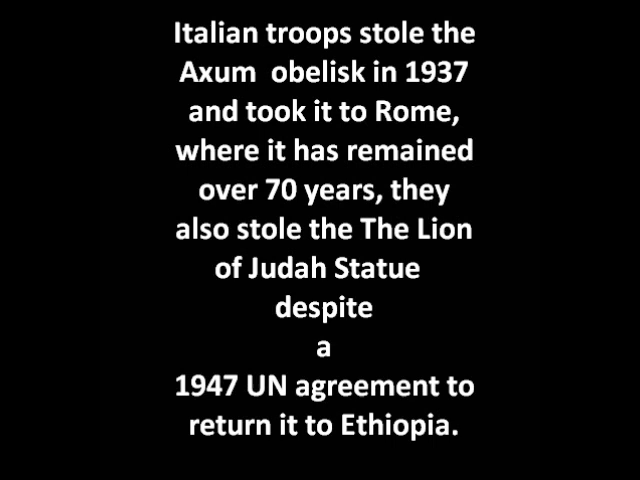 Italian troops stole the
Axum obelisk in 1937
and took it to Rome,
where it has remained
over 70 years, they
also stole the The Lion
of Judah Statue
despite
a
1947 UN agreement to
return it to Ethiopia.